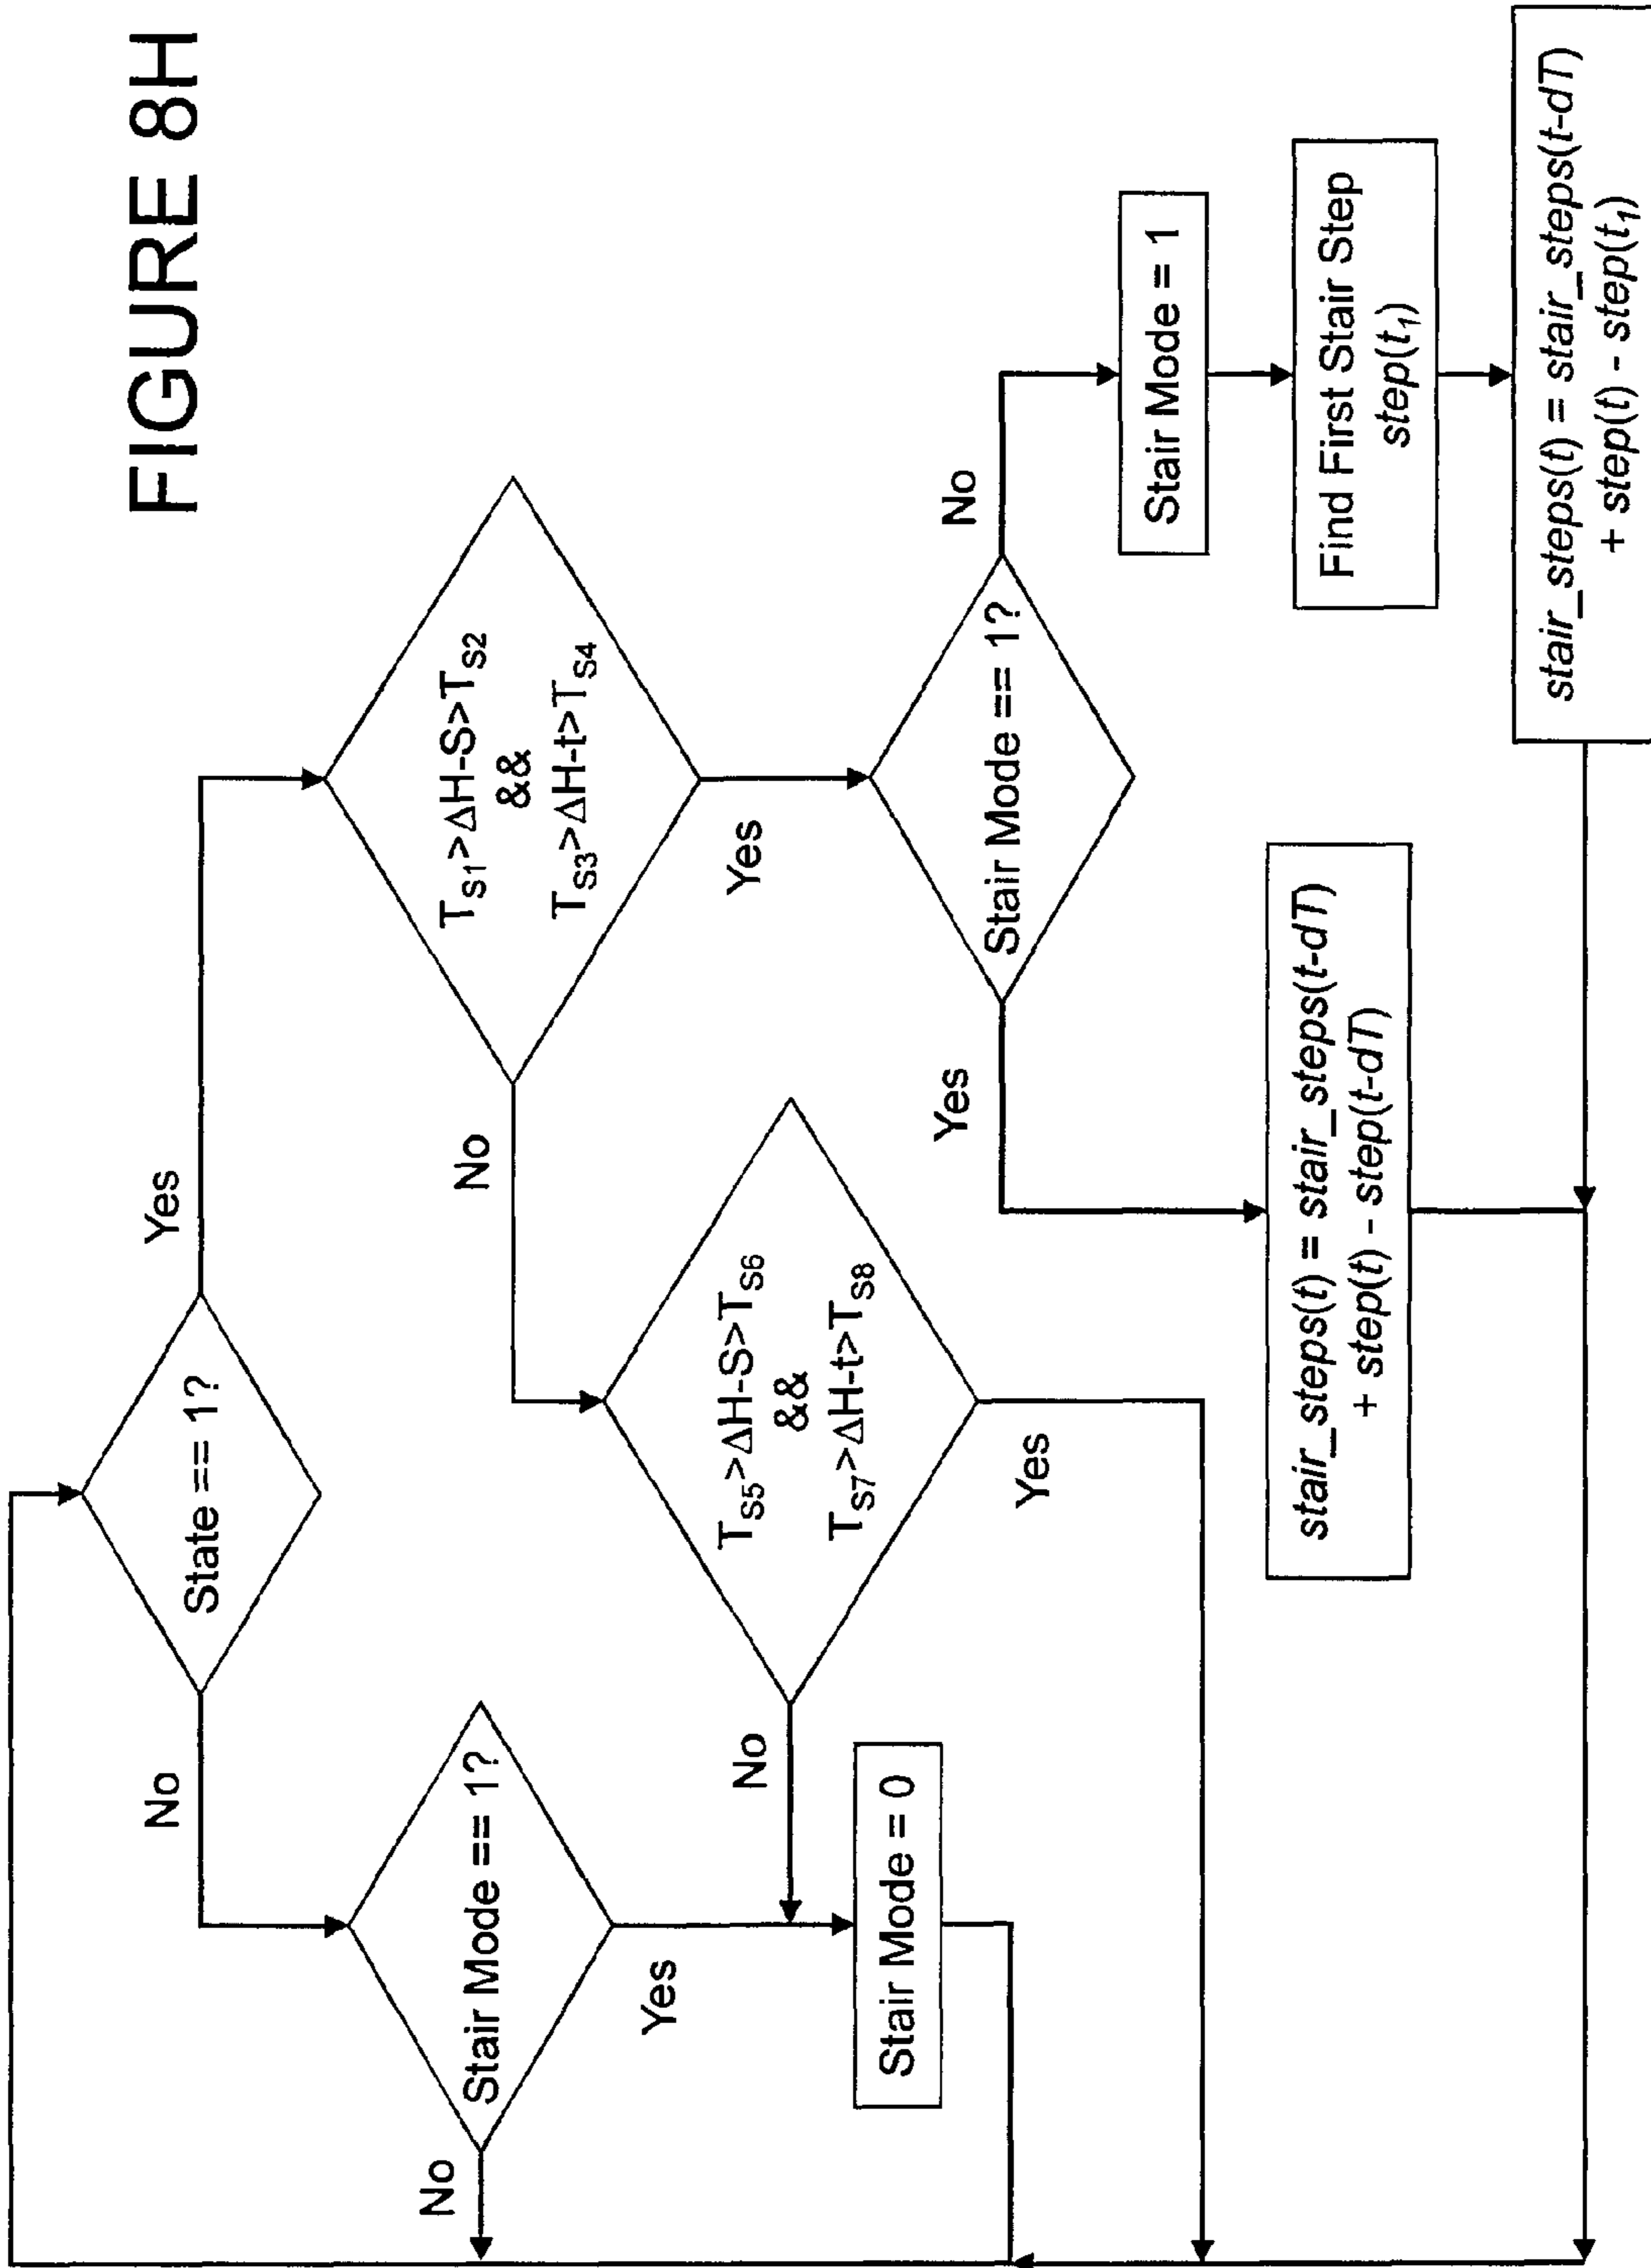 FIGURE 8H
State == 1?
No
Yes
Stair Mode == 1?
No
Yes
T_S1>ΔH-S>T_S2
&&
T_S3>ΔH-t>T_S4
No
Yes
T_S5>ΔH-S>T_S6
&&
T_S7>ΔH-t>T_S8
No
Yes
Stair Mode = 0
Stair Mode == 1?
Yes
No
Stair Mode = 1
Find First Stair Step
step(t_1)
stair_steps(t) = stair_steps(t-dT)
+ step(t) - step(t-dT)
stair_steps(t) = stair_steps(t-dT)
+ step(t) - step(t_1)